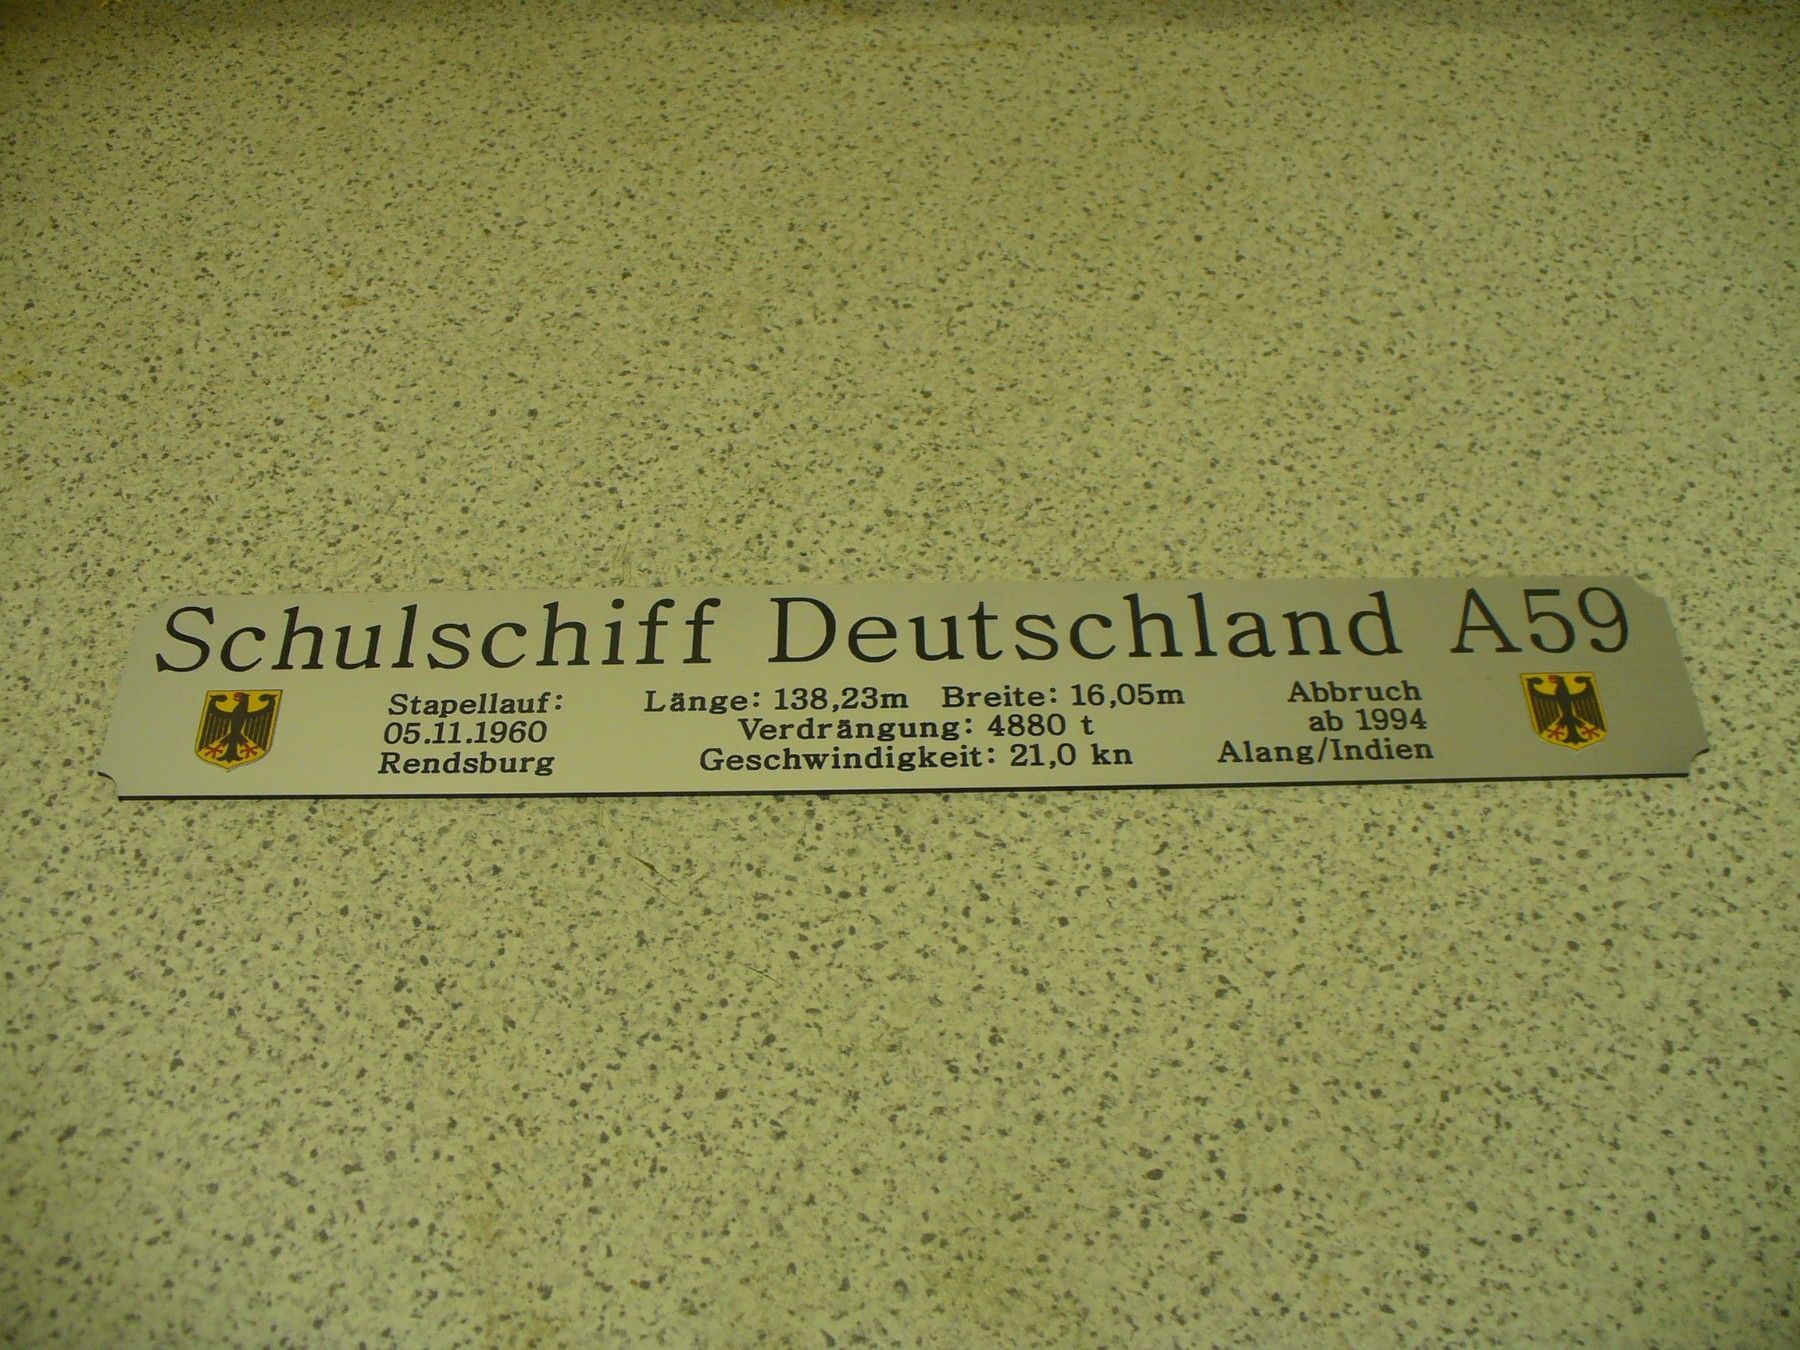 Schulschiff Deutschland A59
Stapellauf:
05.11.1960
Rendsburg
Länge: 138,23m Breite: 16,05m
Verdrängung: 4880 t
Geschwindigkeit: 21,0 kn
Abbruch
ab 1994
Alang/Indien